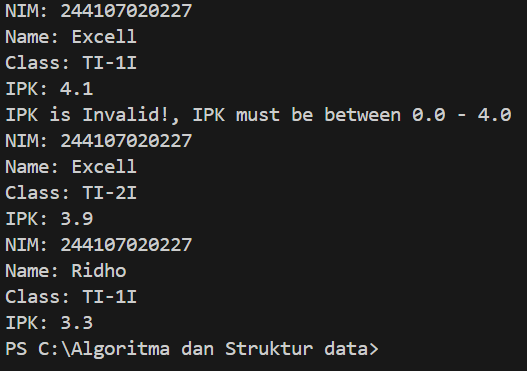 NIM: 244107020227
Name: Excell
Class: TI-1I
IPK: 4.1
IPK is Invalid!, IPK must be between 0.0 - 4.0
NIM: 244107020227
Name: Excell
Class: TI-2I
IPK: 3.9
NIM: 244107020227
Name: Ridho
Class: TI-1I
IPK: 3.3
PS C:\Algoritma dan Struktur data>